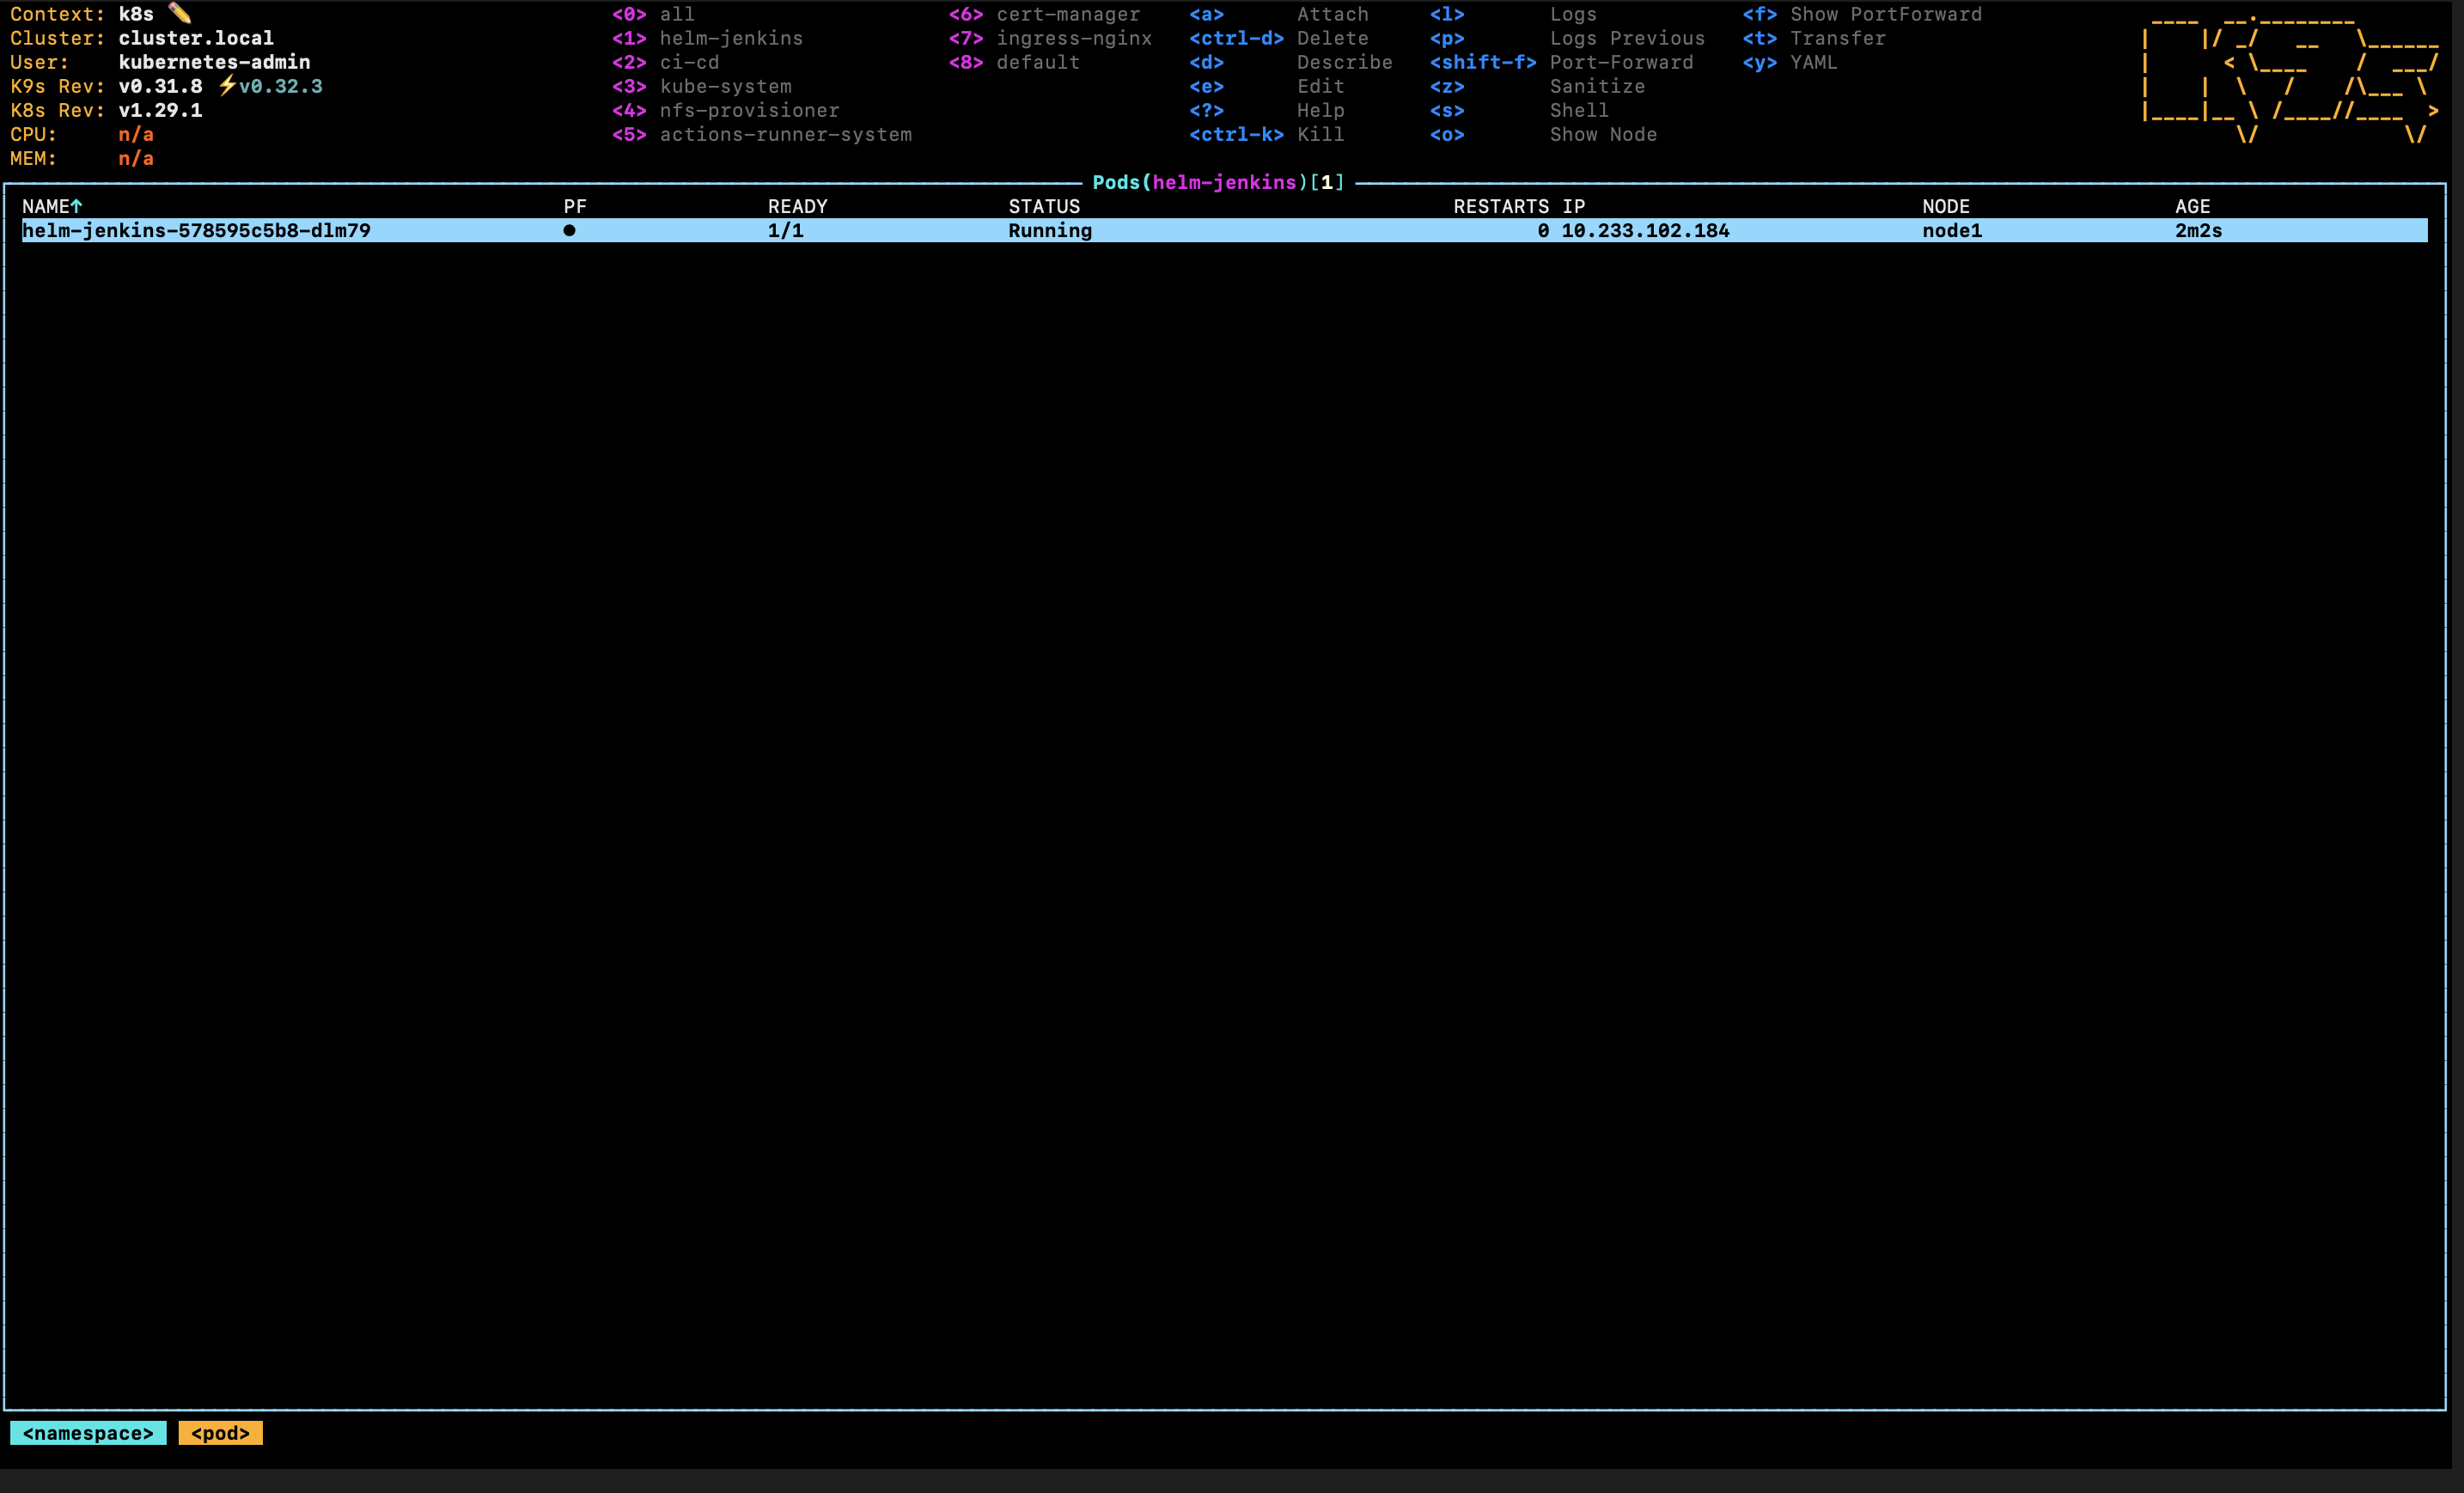 Context: k8s ✏️ <0> all <6> cert-manager <a> Attach <l> Logs <f> Show PortForward
Cluster: cluster.local <1> helm-jenkins <7> ingress-nginx <ctrl-d> Delete <p> Logs Previous <t> Transfer
User: kubernetes-admin <2> ci-cd <8> default <d> Describe <shift-f> Port-Forward <y> YAML
K9s Rev: v0.31.8 ⚡v0.32.3 <3> kube-system <e> Edit <z> Sanitize
K8s Rev: v1.29.1 <4> nfs-provisioner <?> Help <s> Shell
CPU: n/a <5> actions-runner-system <ctrl-k> Kill <o> Show Node
MEM: n/a
Pods(helm-jenkins)[1]
NAME↑ PF READY STATUS RESTARTS IP NODE AGE
helm-jenkins-578595c5b8-dlm79 ● 1/1 Running 0 10.233.102.184 node1 2m2s
<namespace> <pod>